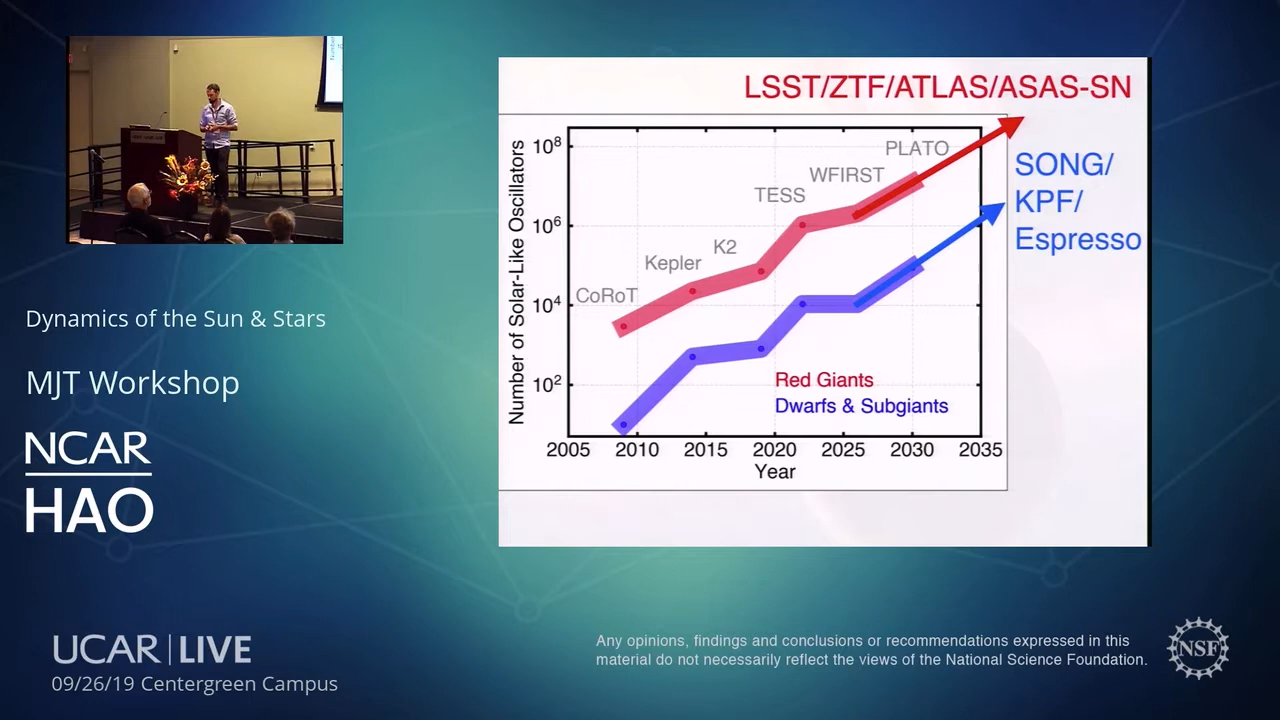 LSST/ZTF/ATLAS/ASAS-SN
SONG/
KPF/
Espresso
Number of Solar-Like Oscillators
10⁸
10⁶
10⁴
10²
CoRoT
Kepler
K2
TESS
WFIRST
PLATO
Red Giants
Dwarfs & Subgiants
2005 2010 2015 2020 2025 2030 2035
Year
Dynamics of the Sun & Stars
MJT Workshop
NCAR
HAO
UCAR | LIVE
09/26/19 Centergreen Campus
Any opinions, findings and conclusions or recommendations expressed in this
material do not necessarily reflect the views of the National Science Foundation.
NSF